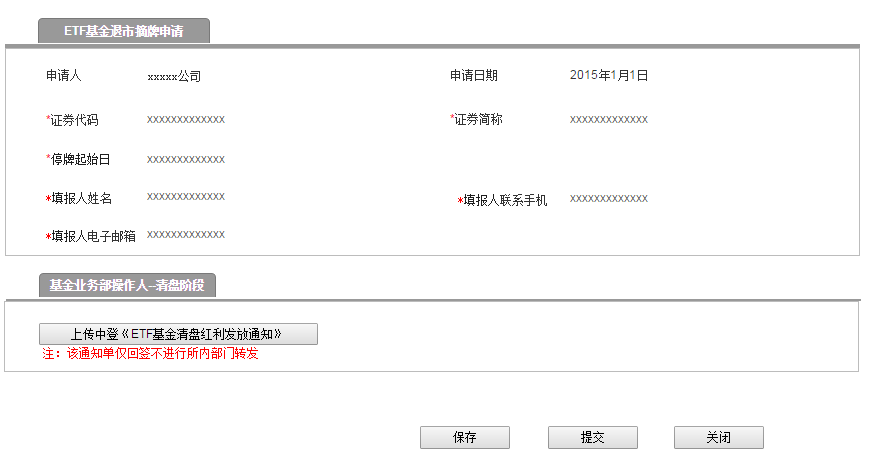 ETF基金退市摘牌申请
申请人 xxxxx公司 申请日期 2015年1月1日
*证券代码 xxxxxxxxxxxxx *证券简称 xxxxxxxxxxxxx
*停牌起始日 xxxxxxxxxxxxx
*填报人姓名 xxxxxxxxxxxxx *填报人联系手机 xxxxxxxxxxxxx
*填报人电子邮箱 xxxxxxxxxxxxx
基金业务部操作人--清盘阶段
上传中登《ETF基金清盘红利发放通知》
注：该通知单仅回签不进行所内部门转发
保存 提交 关闭